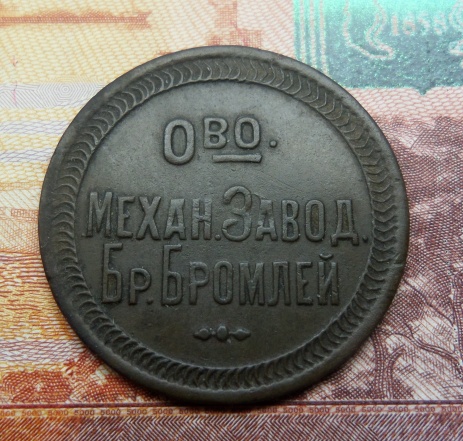 Ово.
Механ. Завод.
Бр. Бромлей